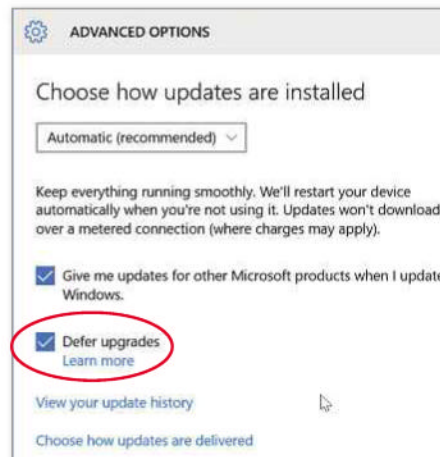 ADVANCED OPTIONS
Choose how updates are installed
Automatic (recommended)
Keep everything running smoothly. We'll restart your device
automatically when you're not using it. Updates won't download
over a metered connection (where charges may apply).
Give me updates for other Microsoft products when I update
Windows.
Defer upgrades
Learn more
View your update history
Choose how updates are delivered